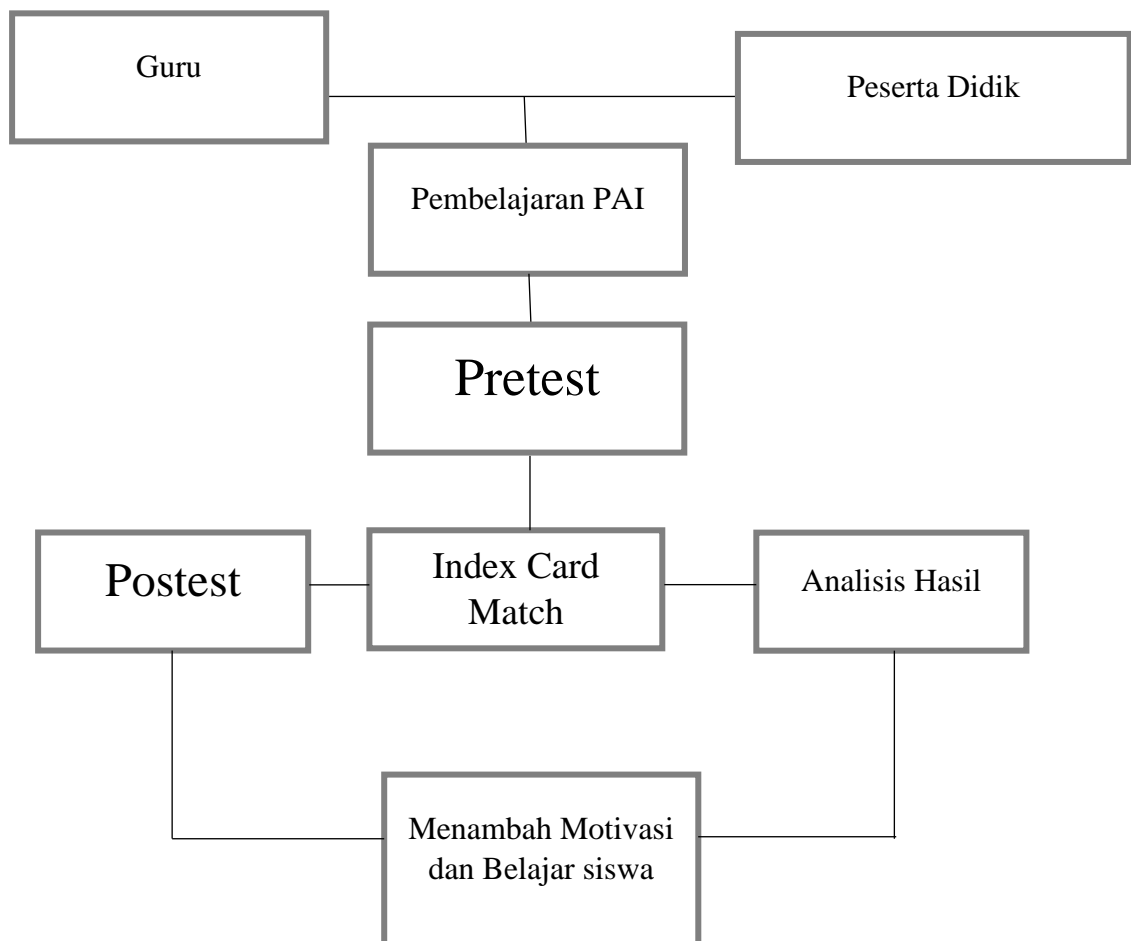 Guru
Peserta Didik
Pembelajaran PAI
Pretest
Postest
Index Card
Match
Analisis Hasil
Menambah Motivasi
dan Belajar siswa